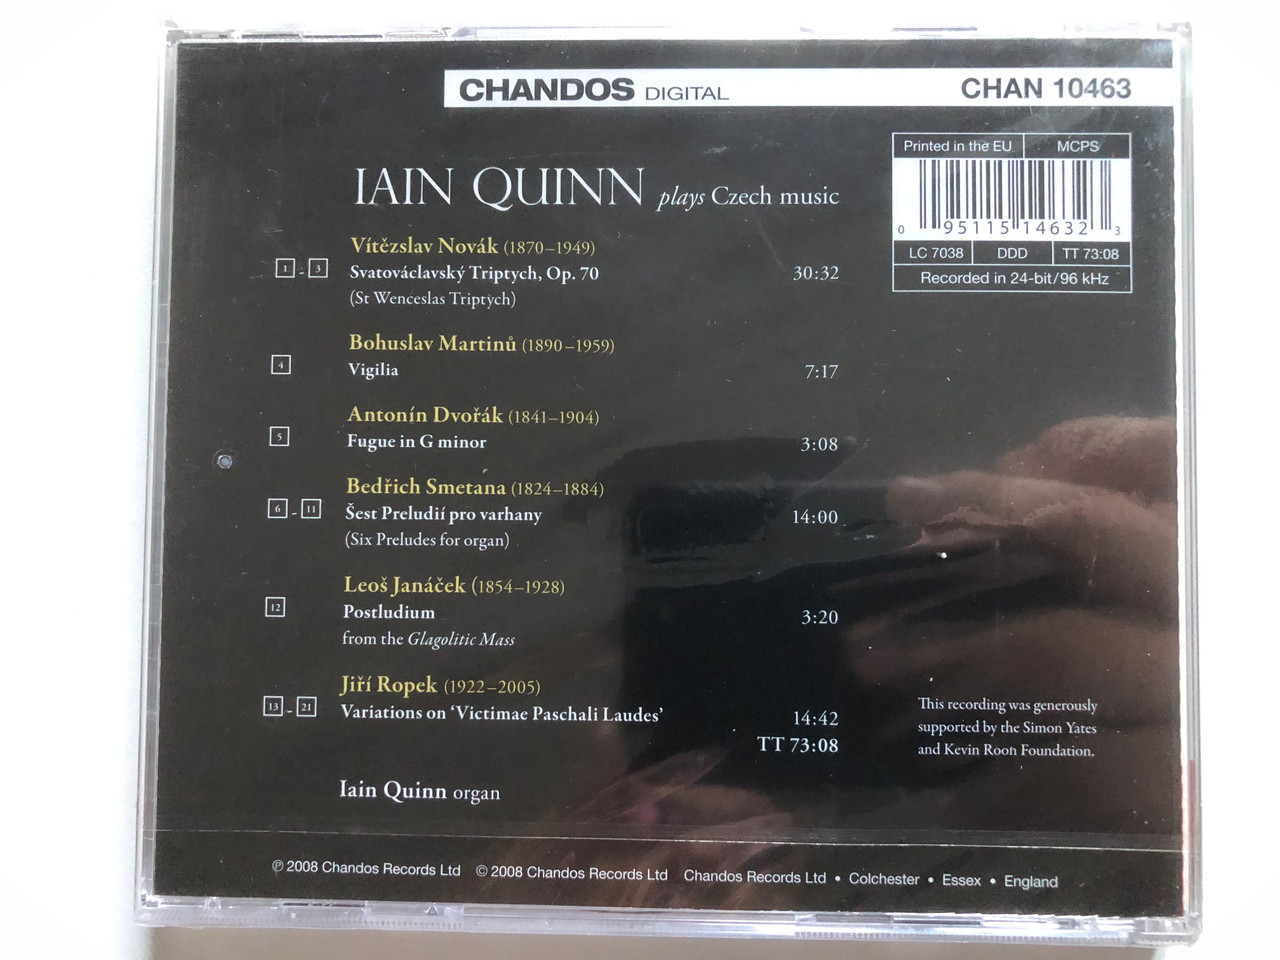 CHANDOS DIGITAL CHAN 10463
Printed in the EU MCPS
0 95115 14632 3
LC 7038 DDD TT 73:08
Recorded in 24-bit/96 kHz
IAIN QUINN plays Czech music
Vítězslav Novák (1870–1949)
1 - 3 Svatováclavský Triptych, Op. 70 30:32
(St Wenceslas Triptych)
Bohuslav Martinů (1890–1959)
4 Vigilia 7:17
Antonín Dvořák (1841–1904)
5 Fugue in G minor 3:08
Bedřich Smetana (1824–1884)
6 - 11 Šest Preludií pro varhany 14:00
(Six Preludes for organ)
Leoš Janáček (1854–1928)
12 Postludium 3:20
from the Glagolitic Mass
Jiří Ropek (1922–2005)
13 - 21 Variations on ‘Victimae Paschali Laudes’ 14:42
TT 73:08
This recording was generously
supported by the Simon Yates
and Kevin Roon Foundation.
Iain Quinn organ
℗ 2008 Chandos Records Ltd © 2008 Chandos Records Ltd Chandos Records Ltd • Colchester • Essex • England